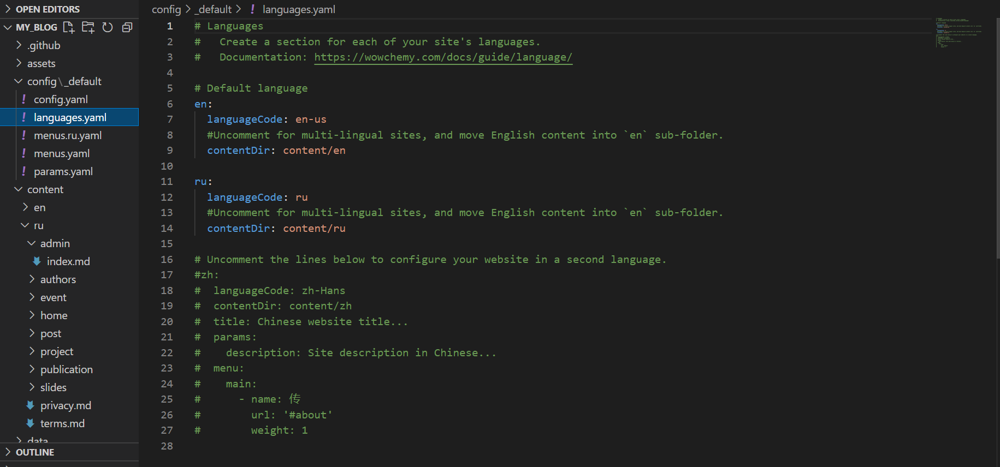 OPEN EDITORS
MY_BLOG
.github
assets
config\_default
config.yaml
languages.yaml
menus.ru.yaml
menus.yaml
params.yaml
content
en
ru
admin
index.md
authors
event
home
post
project
publication
slides
privacy.md
terms.md
data
OUTLINE
config > _default > ! languages.yaml
1 # Languages
2 #   Create a section for each of your site's languages.
3 #   Documentation: https://wowchemy.com/docs/guide/language/
4
5 # Default language
6 en:
7   languageCode: en-us
8   #Uncomment for multi-lingual sites, and move English content into `en` sub-folder.
9   contentDir: content/en
10
11 ru:
12   languageCode: ru
13   #Uncomment for multi-lingual sites, and move English content into `en` sub-folder.
14   contentDir: content/ru
15
16 # Uncomment the lines below to configure your website in a second language.
17 #zh:
18 #  languageCode: zh-Hans
19 #  contentDir: content/zh
20 #  title: Chinese website title...
21 #  params:
22 #    description: Site description in Chinese...
23 #  menu:
24 #    main:
25 #      - name: 传
26 #        url: '#about'
27 #        weight: 1
28